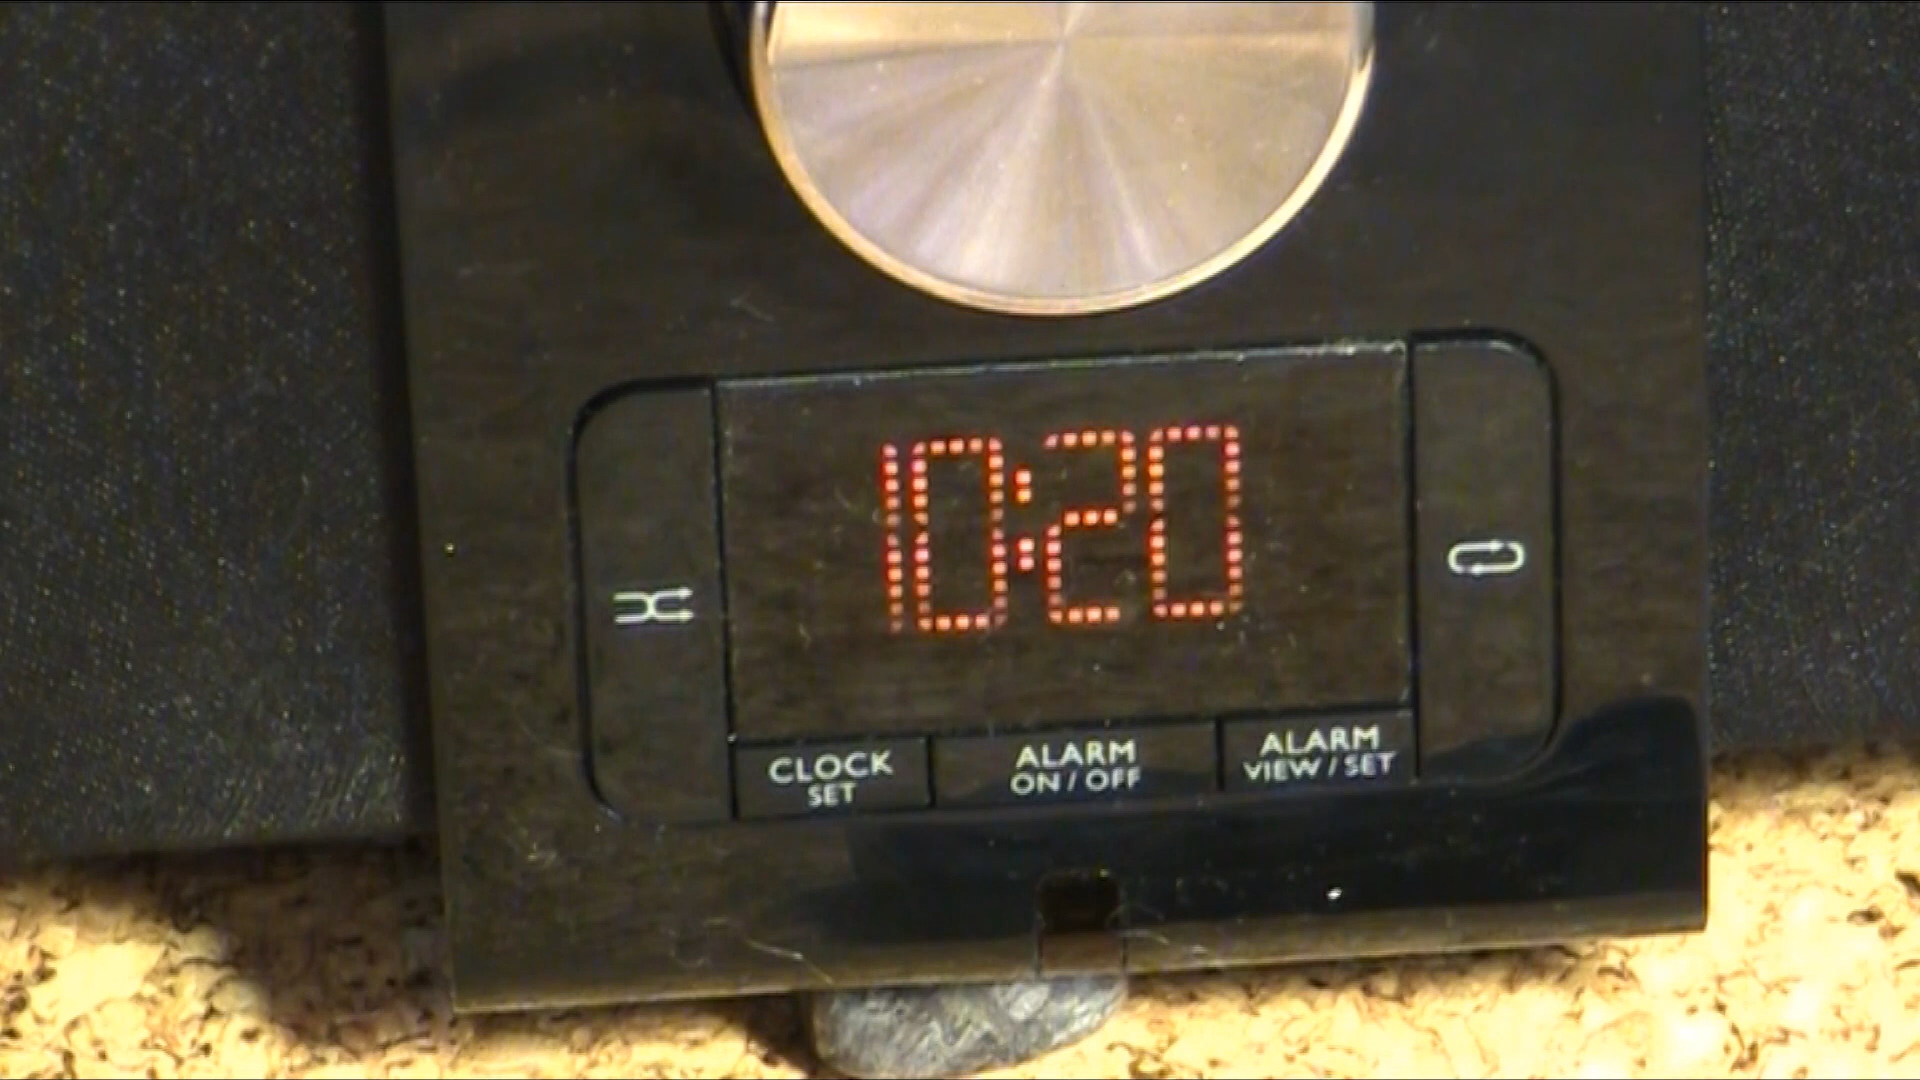 10:20
CLOCK
SET
ALARM
ON / OFF
ALARM
VIEW / SET